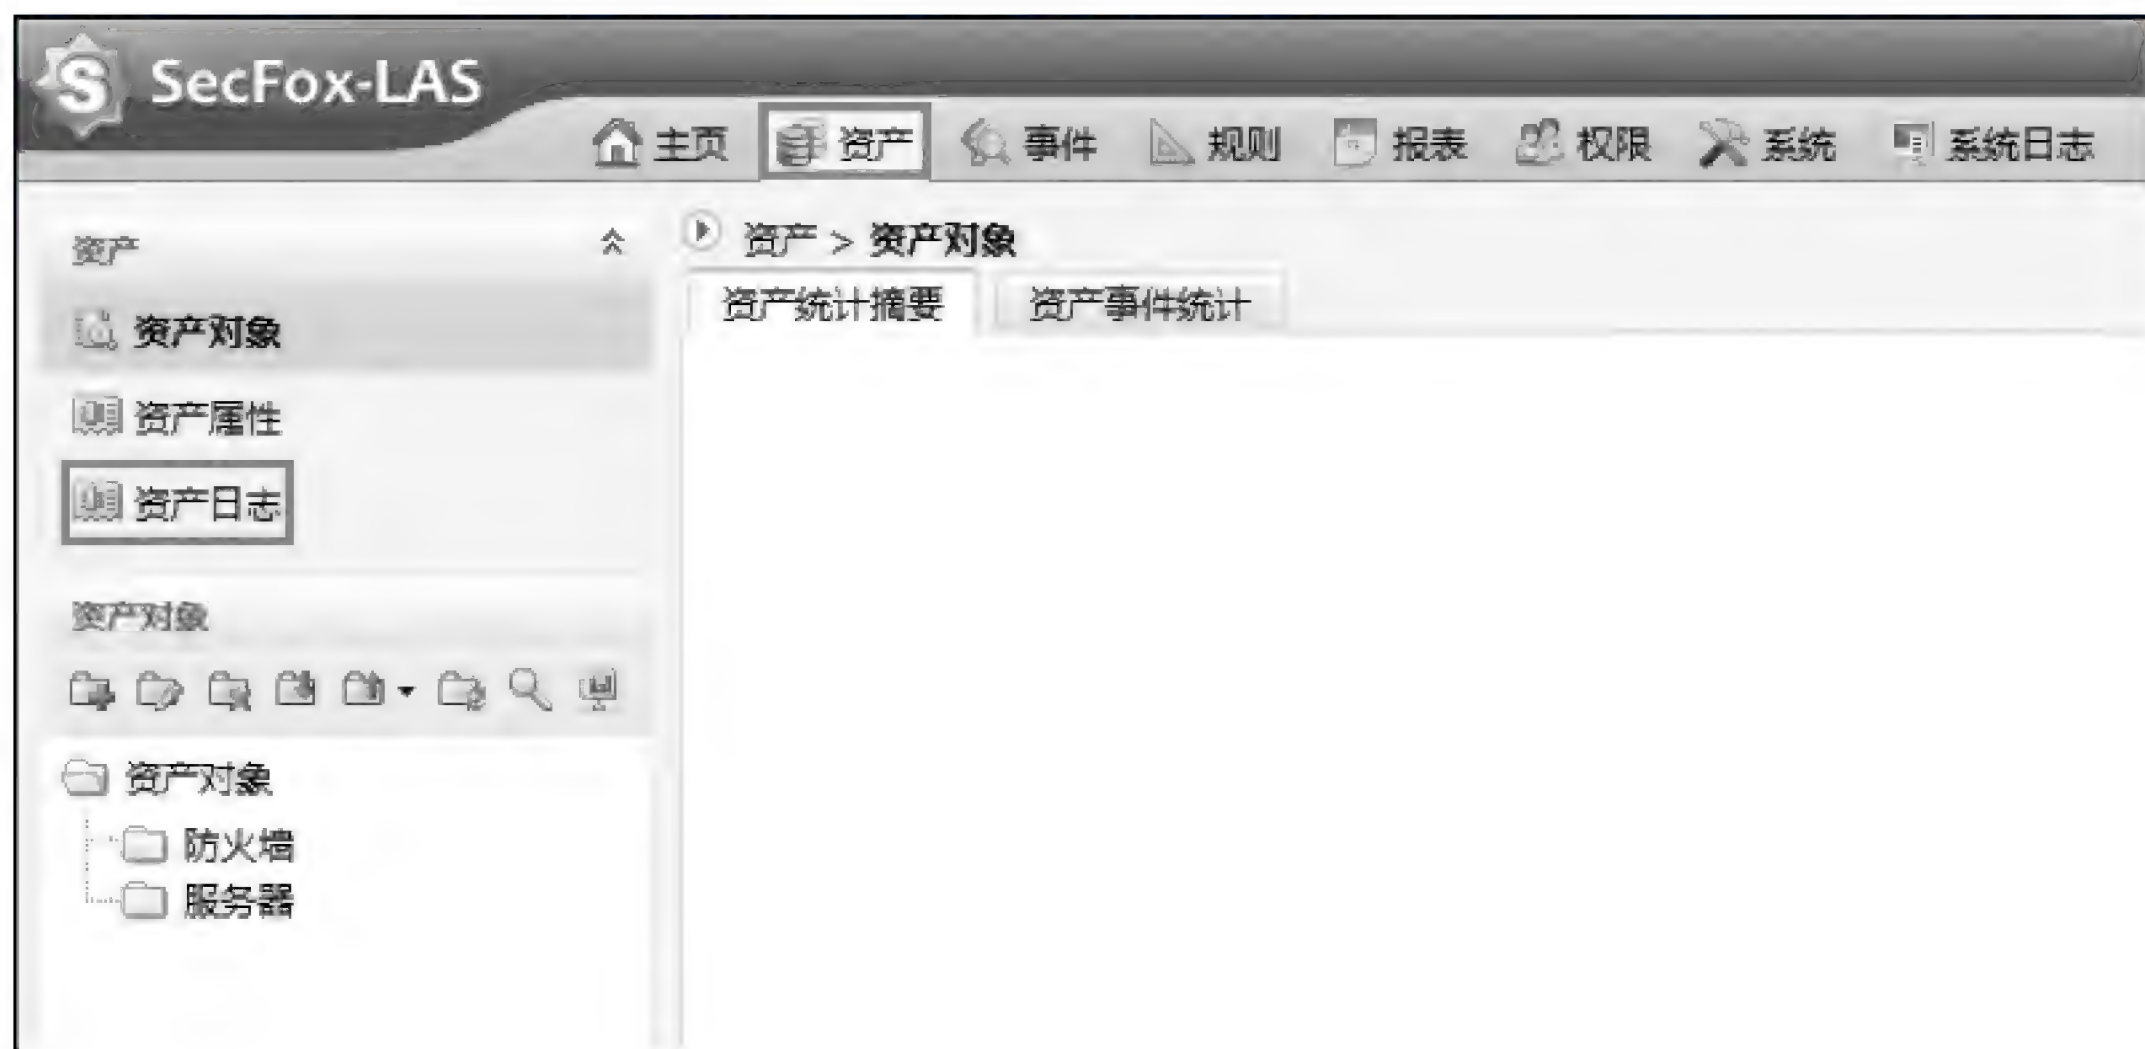 SecFox-LAS
主页 资产 事件 规则 报表 权限 系统 系统日志
资产
资产对象
资产属性
资产日志
资产对象
资产对象
防火墙
服务器
资产 > 资产对象
资产统计摘要 资产事件统计